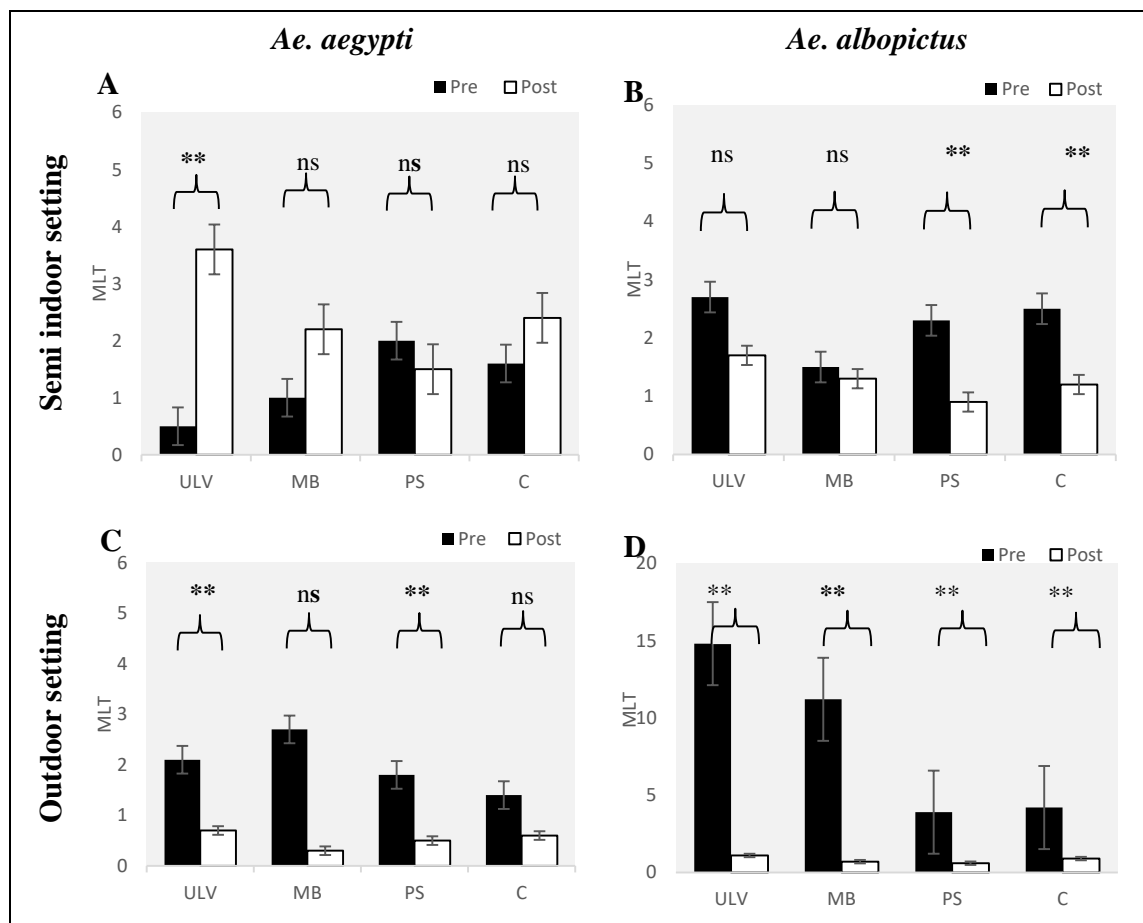 Ae. aegypti
Ae. albopictus
Semi indoor setting
A
Pre Post
6
5
4
3
2
1
0
MLT
** ns ns ns
ULV MB PS C
B
Pre Post
6
5
4
3
2
1
0
MLT
ns ns ** **
ULV MB PS C
Outdoor setting
C
Pre Post
6
5
4
3
2
1
0
MLT
** ns ** ns
ULV MB PS C
D
Pre Post
20
15
10
5
0
MLT
** ** ** **
ULV MB PS C